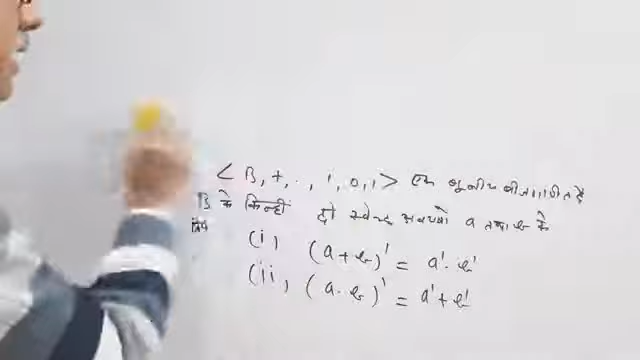 < B, +, ., ', 0, 1 > एक बूलीय बीजगणित है
B के किन्हीं दो स्वेच्छ अवयवों a तथा b के
लिए
(i) (a + b)' = a'. b'
(ii) (a. b)' = a' + b'